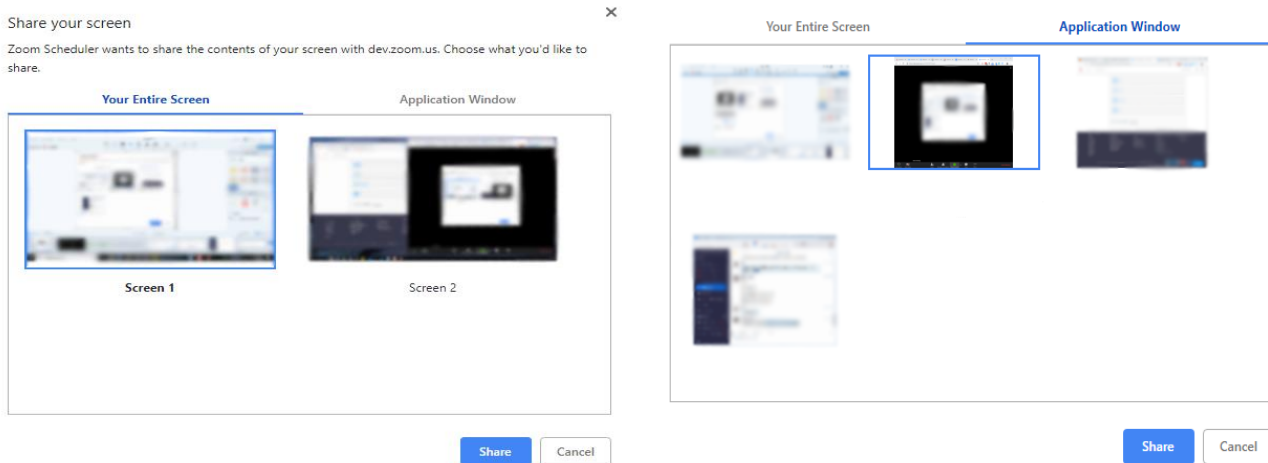 Share your screen
Zoom Scheduler wants to share the contents of your screen with dev.zoom.us. Choose what you'd like to
share.
Your Entire Screen
Application Window
Screen 1
Screen 2
Share
Cancel
Your Entire Screen
Application Window
Share
Cancel